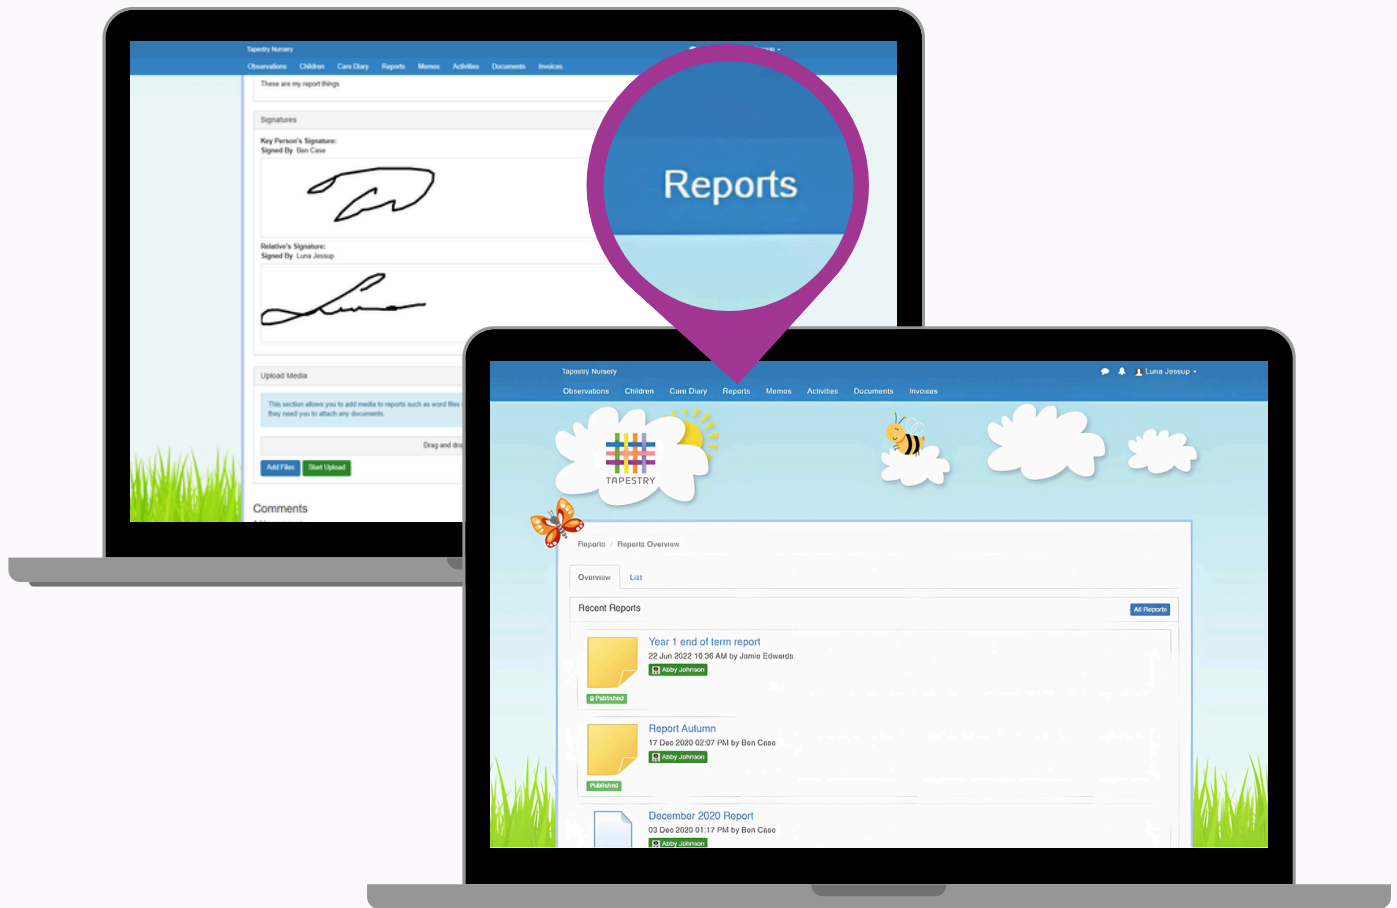 Tapestry Nursery
Observations Children Care Diary Reports Memos Activities Documents Invoices
These are my report things
Signatures
Key Person's Signature:
Signed By Ben Case
Relative's Signature:
Signed By Luna Jessup
Upload Media
This section allows you to add media to reports such as word files
they need you to attach any documents.
Drag and
Add Files Start Upload
Comments
Reports
Tapestry Nursery
Luna Jessup
Observations Children Care Diary Reports Memos Activities Documents Invoices
TAPESTRY
Reports / Reports Overview
Overview List
Recent Reports
All Reports
Year 1 end of term report
22 Jun 2022 10:36 AM by Jamie Edwards
Abby Johnson
Published
Report Autumn
17 Dec 2020 02:07 PM by Ben Case
Abby Johnson
Published
December 2020 Report
03 Dec 2020 01:17 PM by Ben Case
Abby Johnson